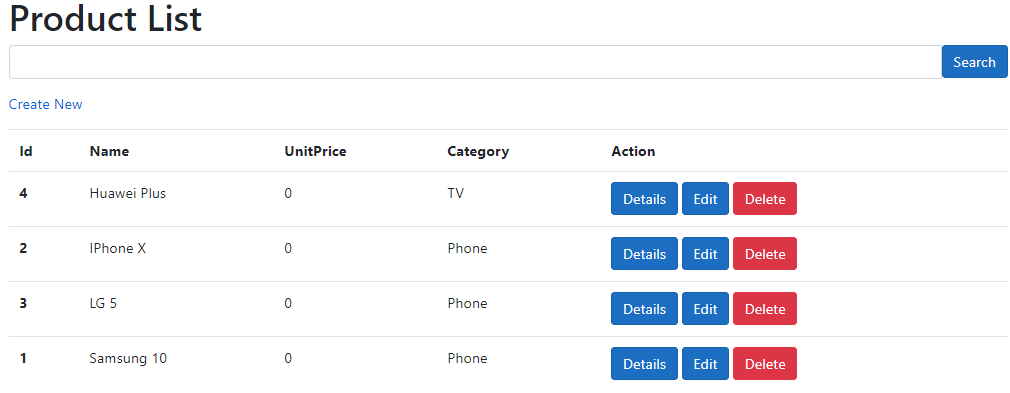 Product List
Search
Create New
Id Name UnitPrice Category Action
4 Huawei Plus 0 TV Details Edit Delete
2 IPhone X 0 Phone Details Edit Delete
3 LG 5 0 Phone Details Edit Delete
1 Samsung 10 0 Phone Details Edit Delete